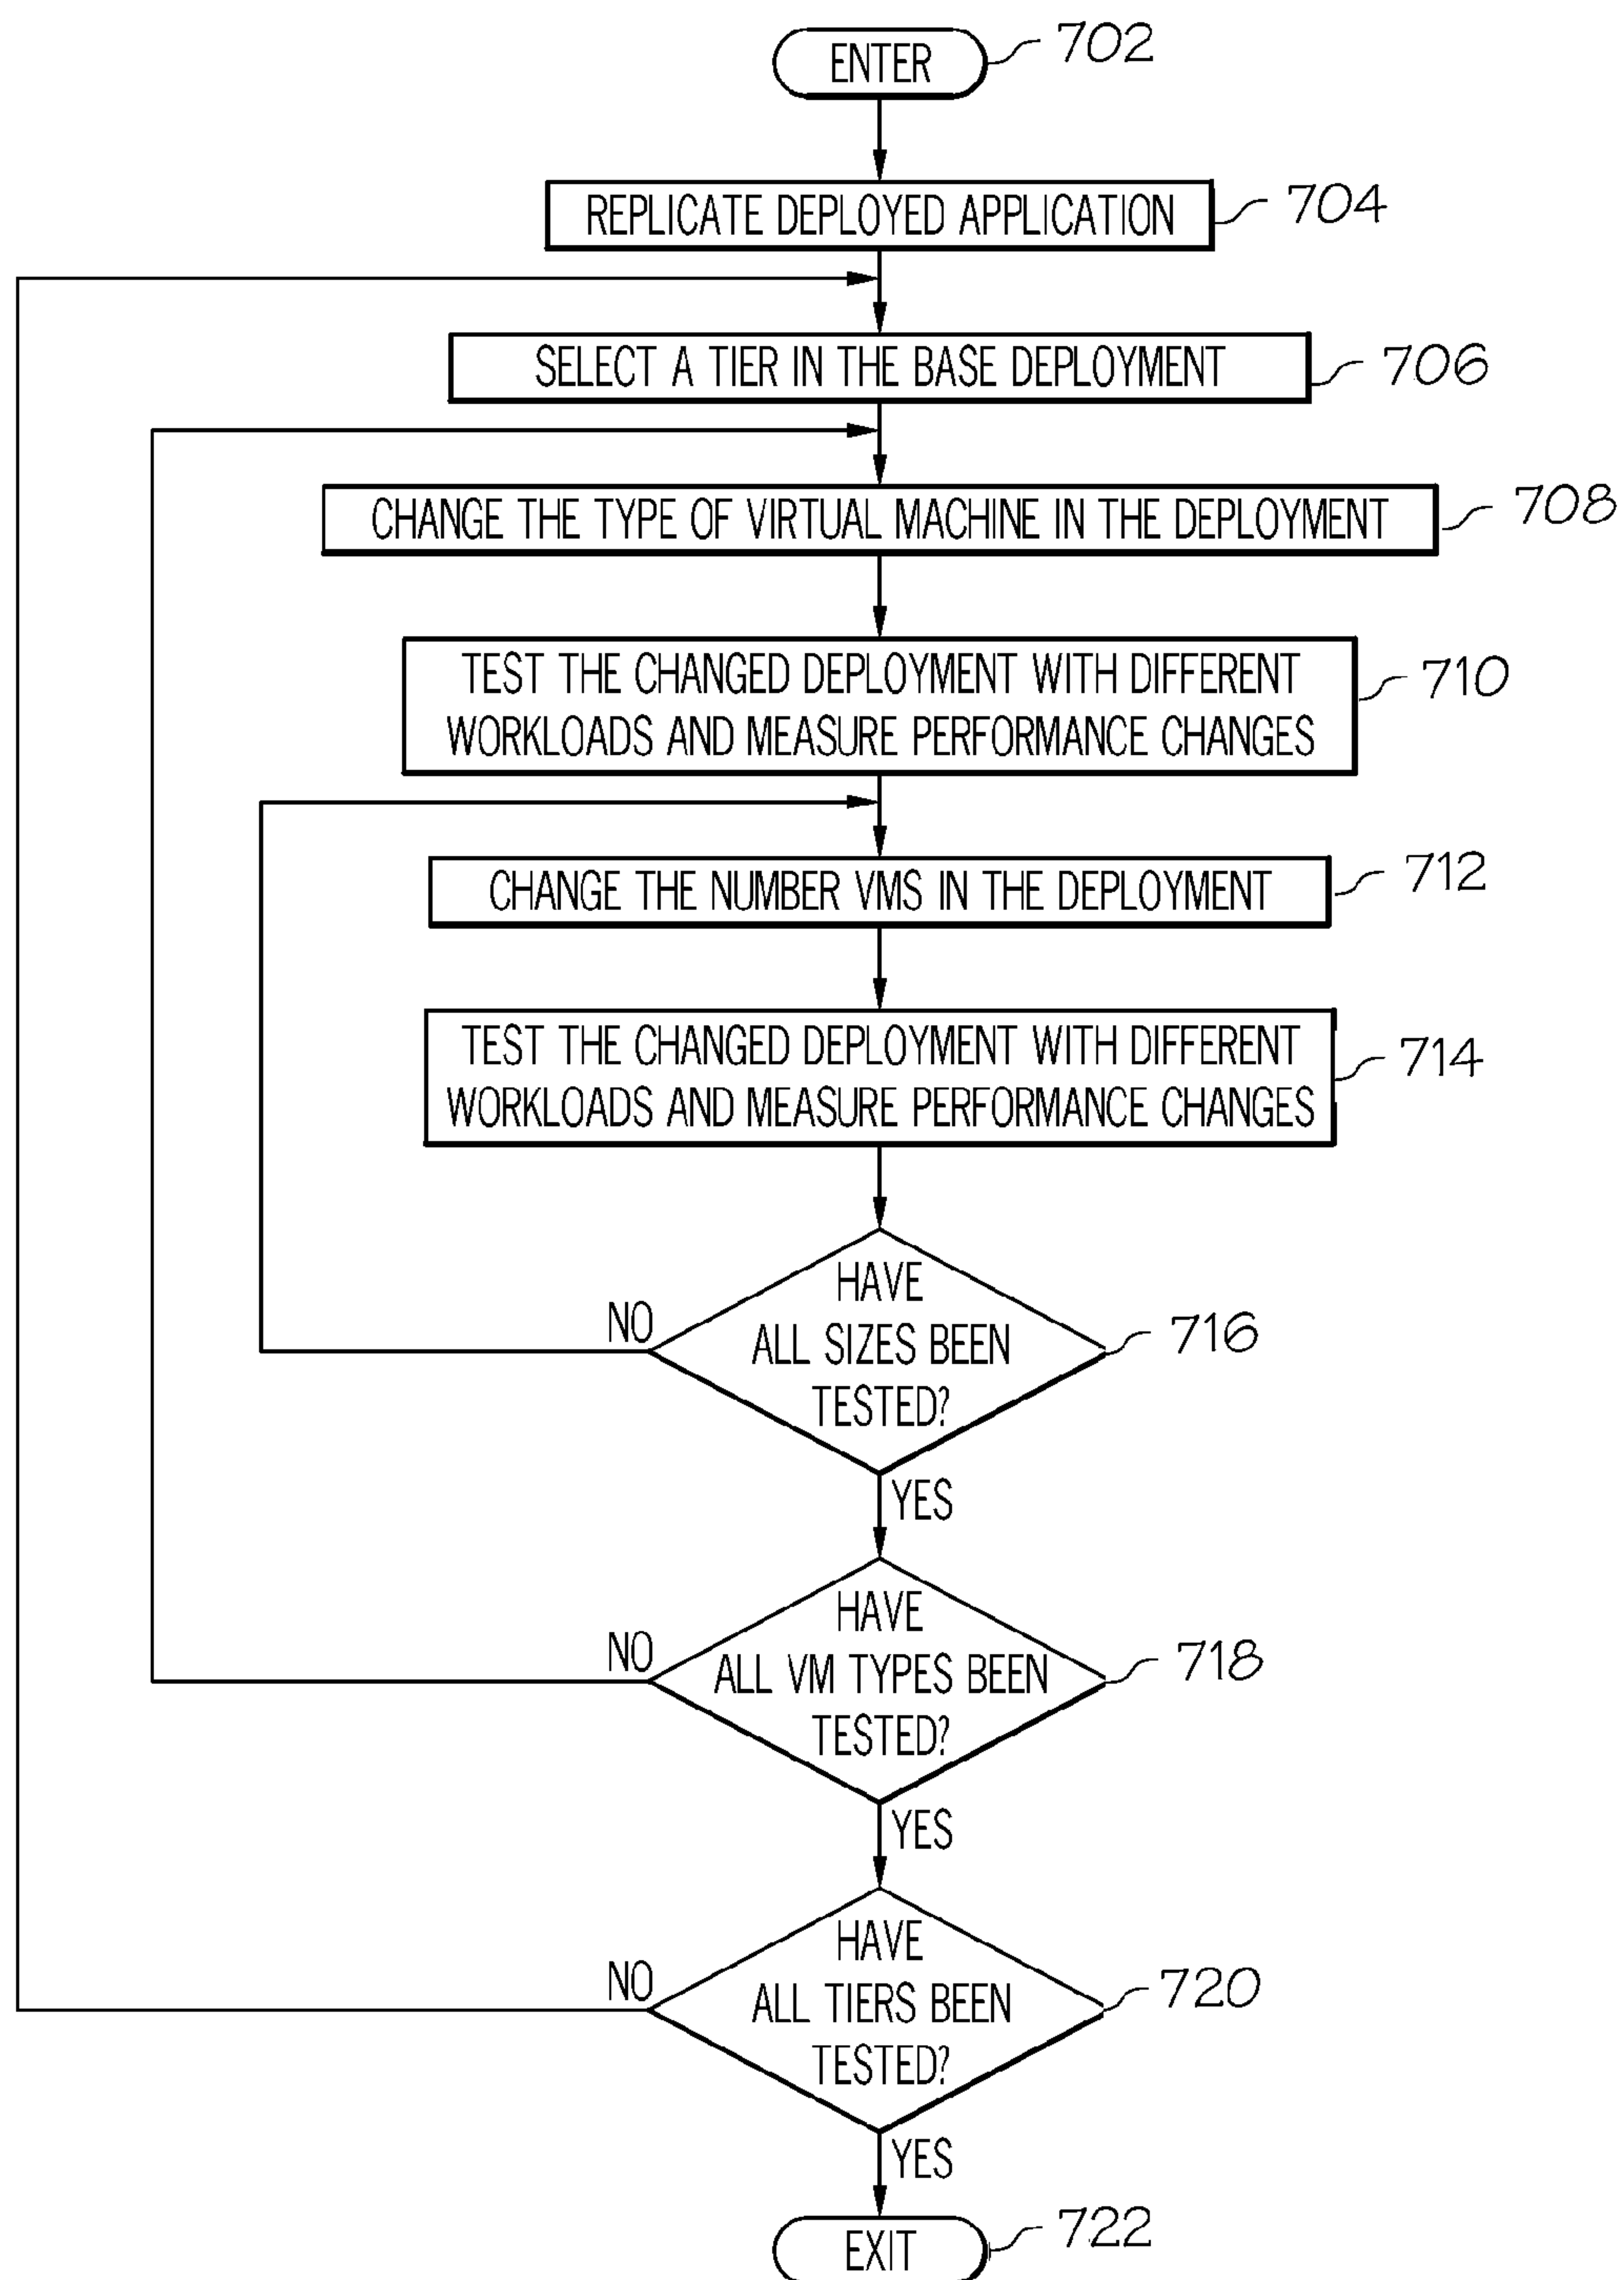 ENTER
702
REPLICATE DEPLOYED APPLICATION
704
SELECT A TIER IN THE BASE DEPLOYMENT
706
CHANGE THE TYPE OF VIRTUAL MACHINE IN THE DEPLOYMENT
708
TEST THE CHANGED DEPLOYMENT WITH DIFFERENT
WORKLOADS AND MEASURE PERFORMANCE CHANGES
710
CHANGE THE NUMBER VMS IN THE DEPLOYMENT
712
TEST THE CHANGED DEPLOYMENT WITH DIFFERENT
WORKLOADS AND MEASURE PERFORMANCE CHANGES
714
HAVE
ALL SIZES BEEN
TESTED?
716
NO
YES
HAVE
ALL VM TYPES BEEN
TESTED?
718
NO
YES
HAVE
ALL TIERS BEEN
TESTED?
720
NO
YES
EXIT
722